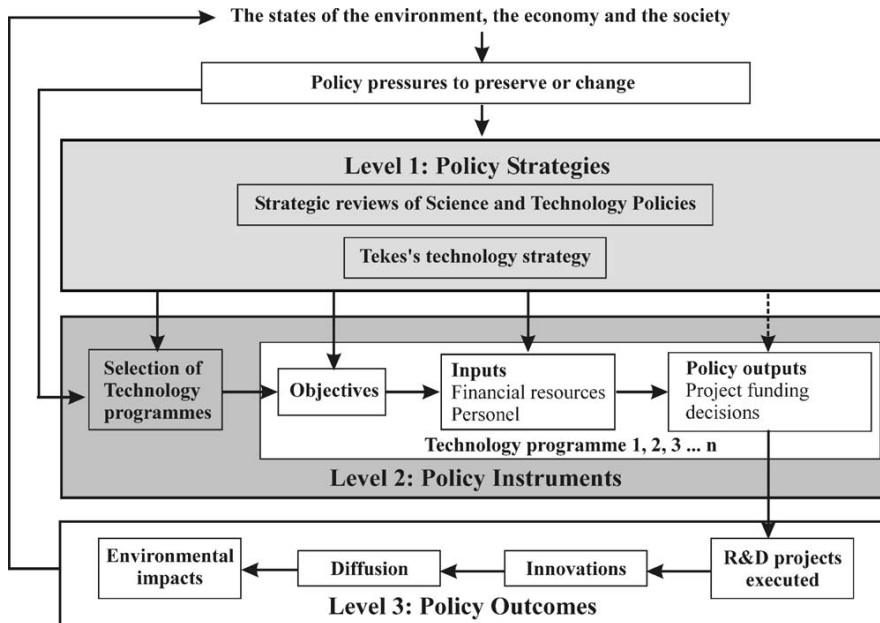 The states of the environment, the economy and the society
Policy pressures to preserve or change
Level 1: Policy Strategies
Strategic reviews of Science and Technology Policies
Tekes's technology strategy
Selection of
Technology
programmes
Objectives
Inputs
Financial resources
Personel
Policy outputs
Project funding
decisions
Technology programme 1, 2, 3 ... n
Level 2: Policy Instruments
Environmental
impacts
Diffusion
Innovations
R&D projects
executed
Level 3: Policy Outcomes